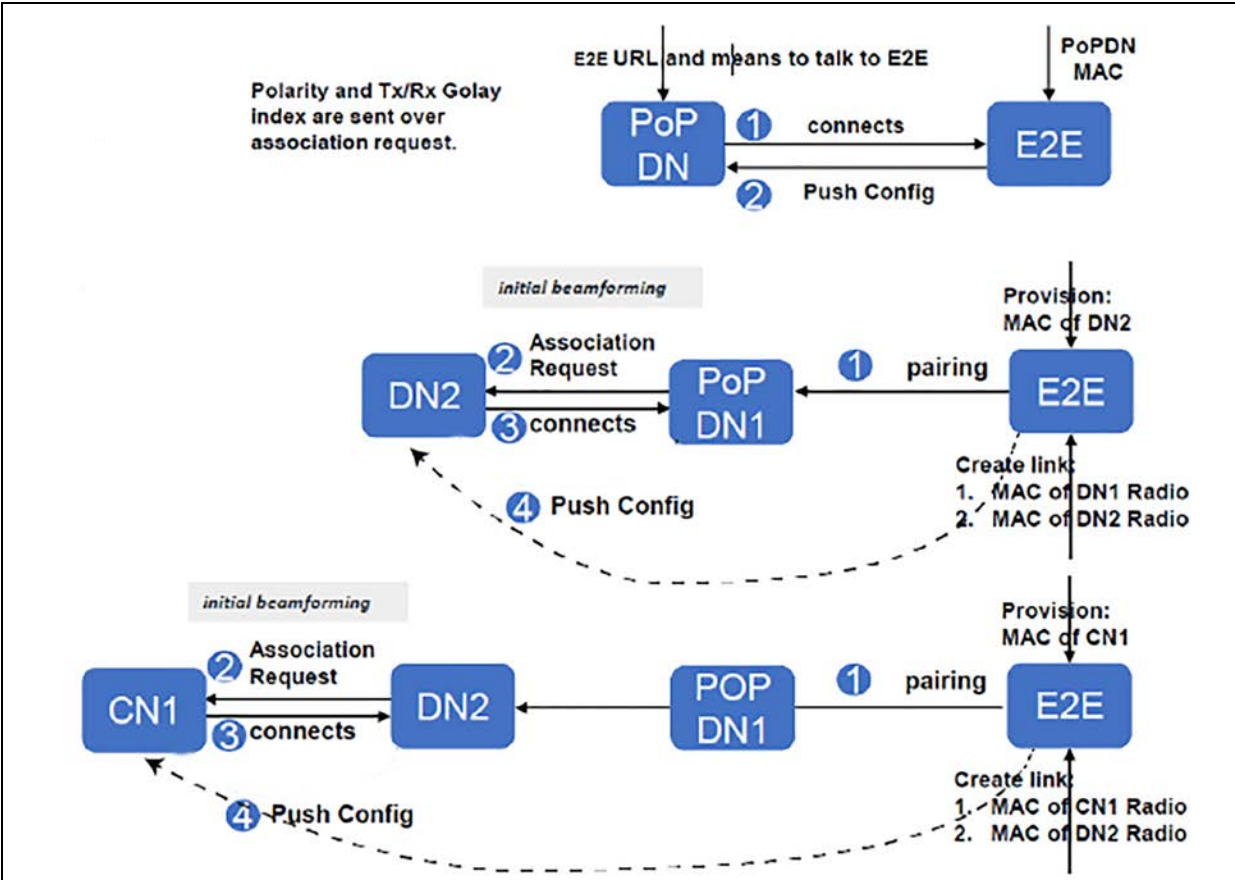 E2E URL and means to talk to E2E
PoPDN
MAC
Polarity and Tx/Rx Golay
index are sent over
association request.
PoP
DN
1
connects
E2E
2
Push Config
initial beamforming
Provision:
MAC of DN2
2
Association
Request
DN2
PoP
DN1
1
pairing
E2E
3
connects
Create link:
1. MAC of DN1 Radio
2. MAC of DN2 Radio
4
Push Config
initial beamforming
Provision:
MAC of CN1
2
Association
Request
CN1
DN2
POP
DN1
1
pairing
E2E
3
connects
Create link:
1. MAC of CN1 Radio
2. MAC of DN2 Radio
4
Push Config